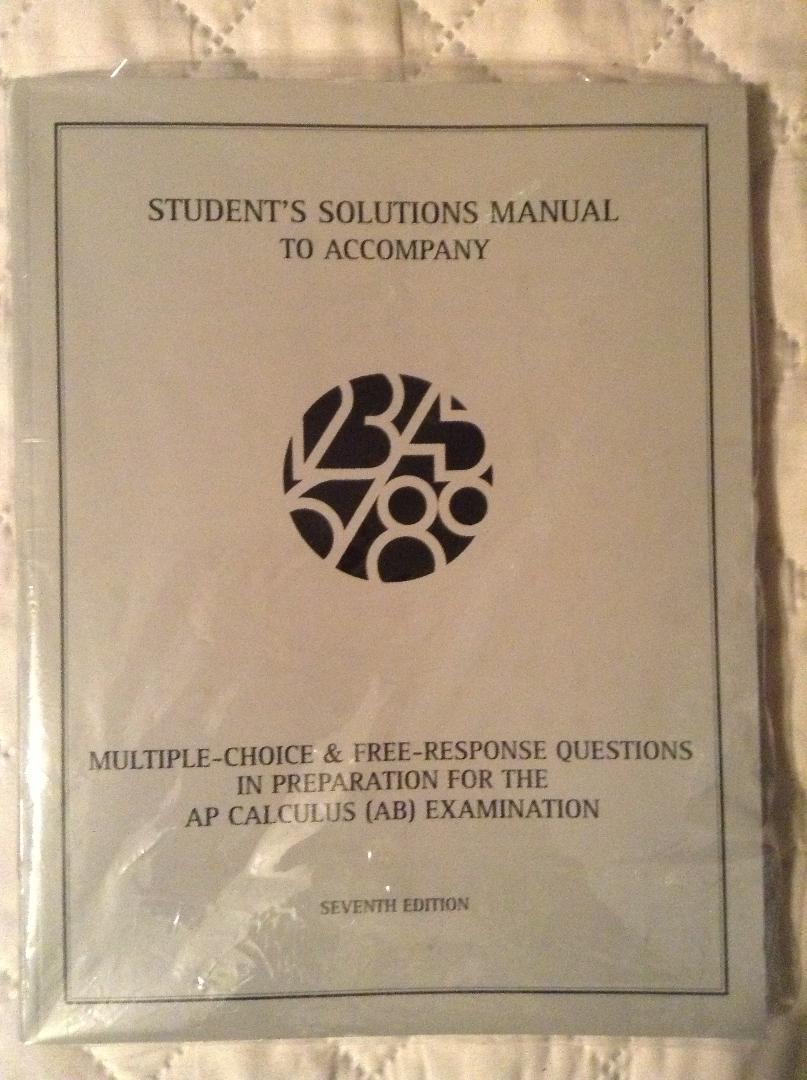 STUDENT'S SOLUTIONS MANUAL
TO ACCOMPANY
12345
6789
MULTIPLE-CHOICE & FREE-RESPONSE QUESTIONS
IN PREPARATION FOR THE
AP CALCULUS (AB) EXAMINATION
SEVENTH EDITION